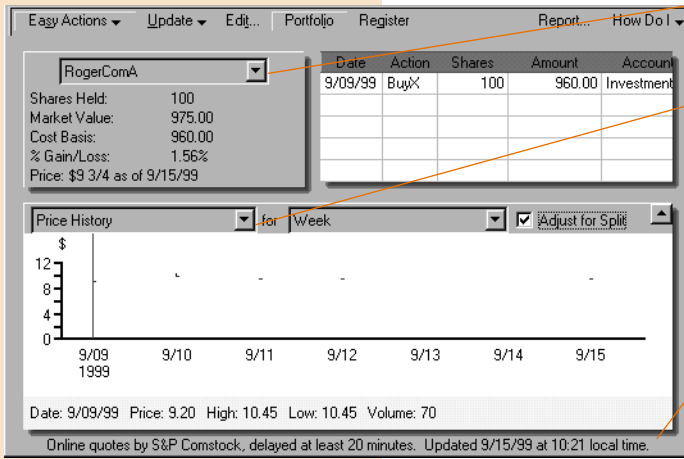 Easy Actions Update Edit... Portfolio Register Report... How Do I
RogerComA
Shares Held: 100
Market Value: 975.00
Cost Basis: 960.00
% Gain/Loss: 1.56%
Price: $9 3/4 as of 9/15/99
Date Action Shares Amount Account
9/09/99 BuyX 100 960.00 Investment
Price History for Week Adjust for Split
$
12
8
4
0
9/09 9/10 9/11 9/12 9/13 9/14 9/15
1999
Date: 9/09/99 Price: 9.20 High: 10.45 Low: 10.45 Volume: 70
Online quotes by S&P Comstock, delayed at least 20 minutes. Updated 9/15/99 at 10:21 local time.